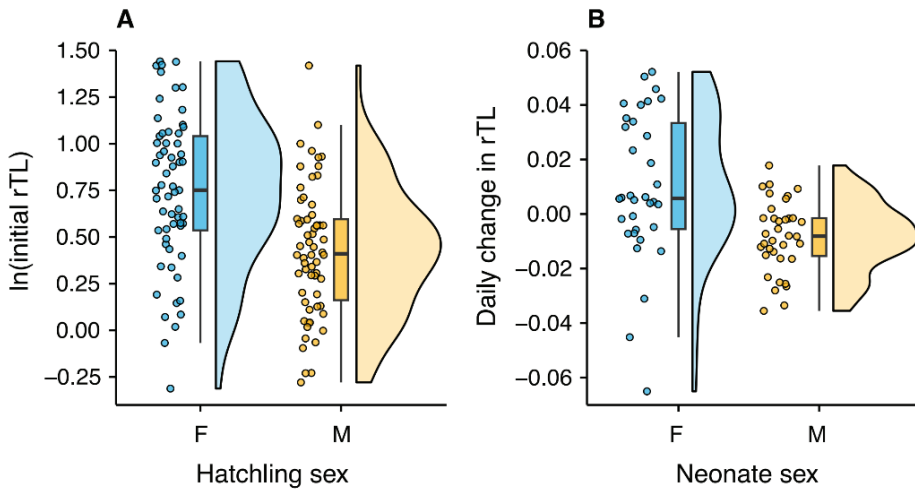 A
1.50
1.25
1.00
0.75
0.50
0.25
0.00
−0.25
ln(initial rTL)
F
M
Hatchling sex
B
0.06
0.04
0.02
0.00
−0.02
−0.04
−0.06
Daily change in rTL
F
M
Neonate sex